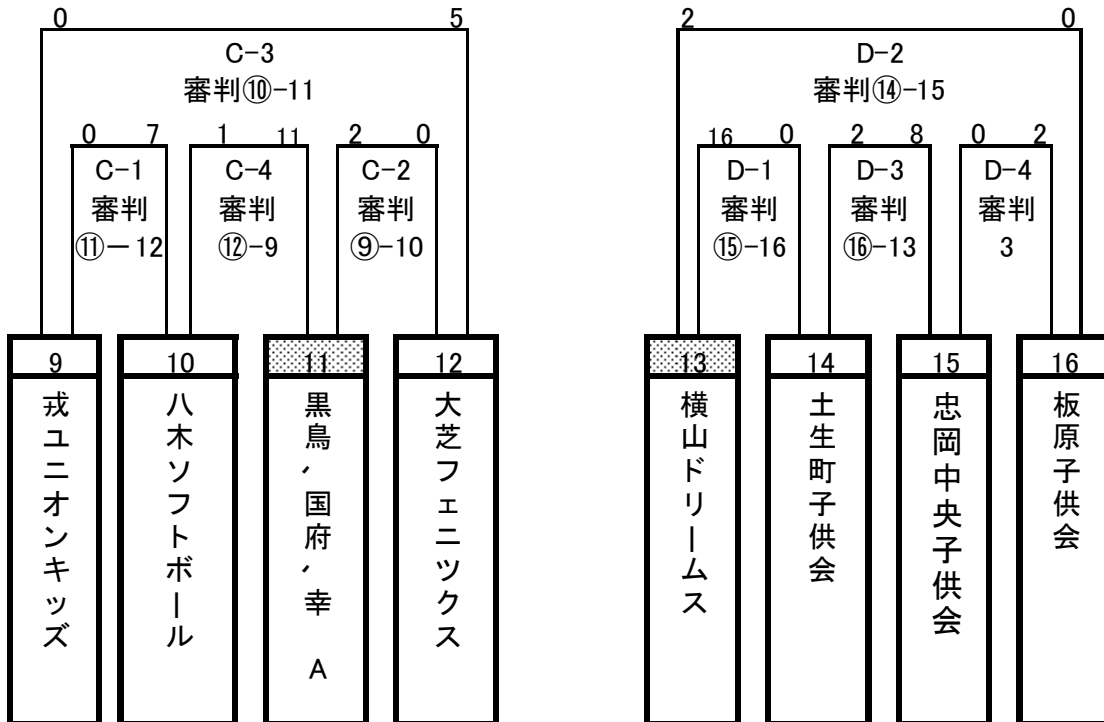 0 5 2 0
C-3 D-2
審判⑩-11 審判⑭-15
0 7 1 11 2 0 16 0 2 8 0 2
C-1 C-4 C-2 D-1 D-3 D-4
審判 審判 審判 審判 審判 審判
⑪ー12 ⑫-9 ⑨-10 ⑮-16 ⑯-13 3
9 10 11 12 13 14 15 16
戎ユニオンキッズ
八木ソフトボール
黒鳥、国府、幸 A
大芝フェニツクス
横山ドリームス
土生町子供会
忠岡中央子供会
板原子供会